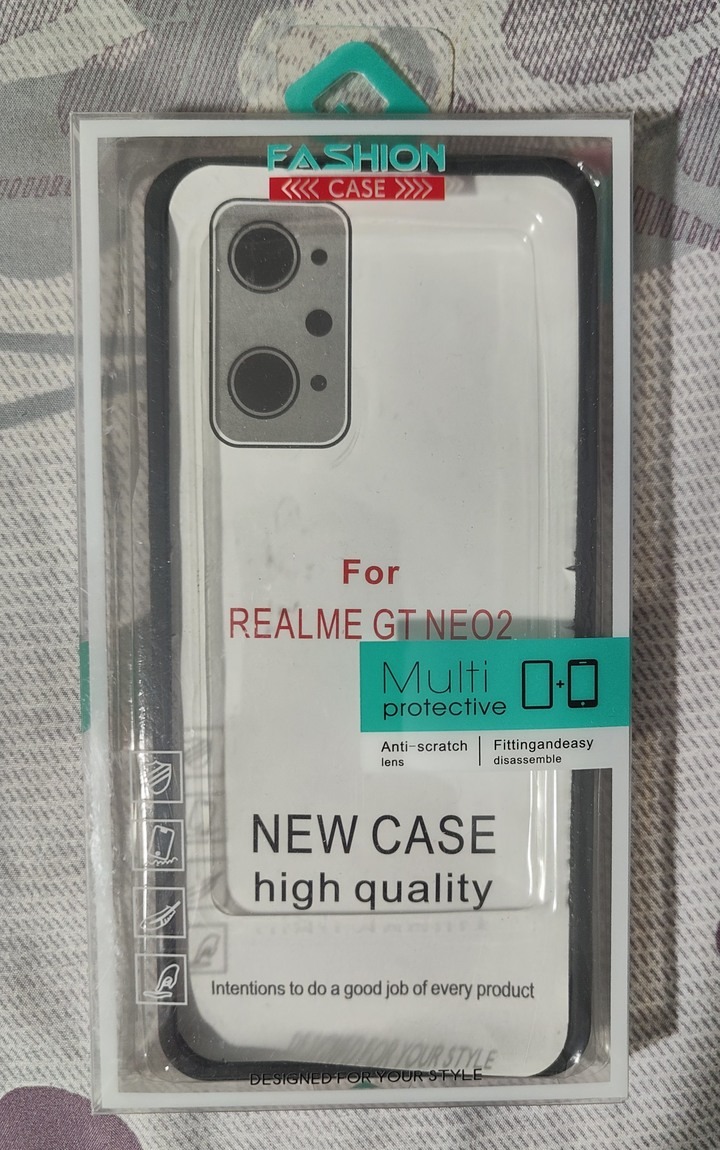 FASHION
<<<< CASE >>>>
For
REALME GT NEO2
Multi
protective
+
Anti-scratch
lens
Fittingandeasy
disassemble
NEW CASE
high quality
Intentions to do a good job of every product
DESIGNED FOR YOUR STYLE